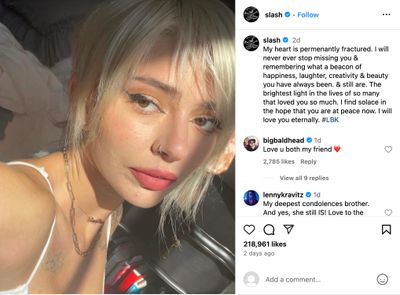 slash • Follow
slash 2d
My heart is permenantly fractured. I will
never ever stop missing you &
remembering what a beacon of
happiness, laughter, creativity & beauty
you have always been. & still are. The
brightest light in the lives of so many
that loved you so much. I find solace in
the hope that you are at peace now. I will
love you eternally. #LBK
bigbaldhead 1d
Love u both my friend ❤️
2,785 likes Reply
View all 9 replies
lennykravitz 1d
My deepest condolences brother.
And yes, she still IS! Love to the
218,961 likes
2 days ago
Add a comment...